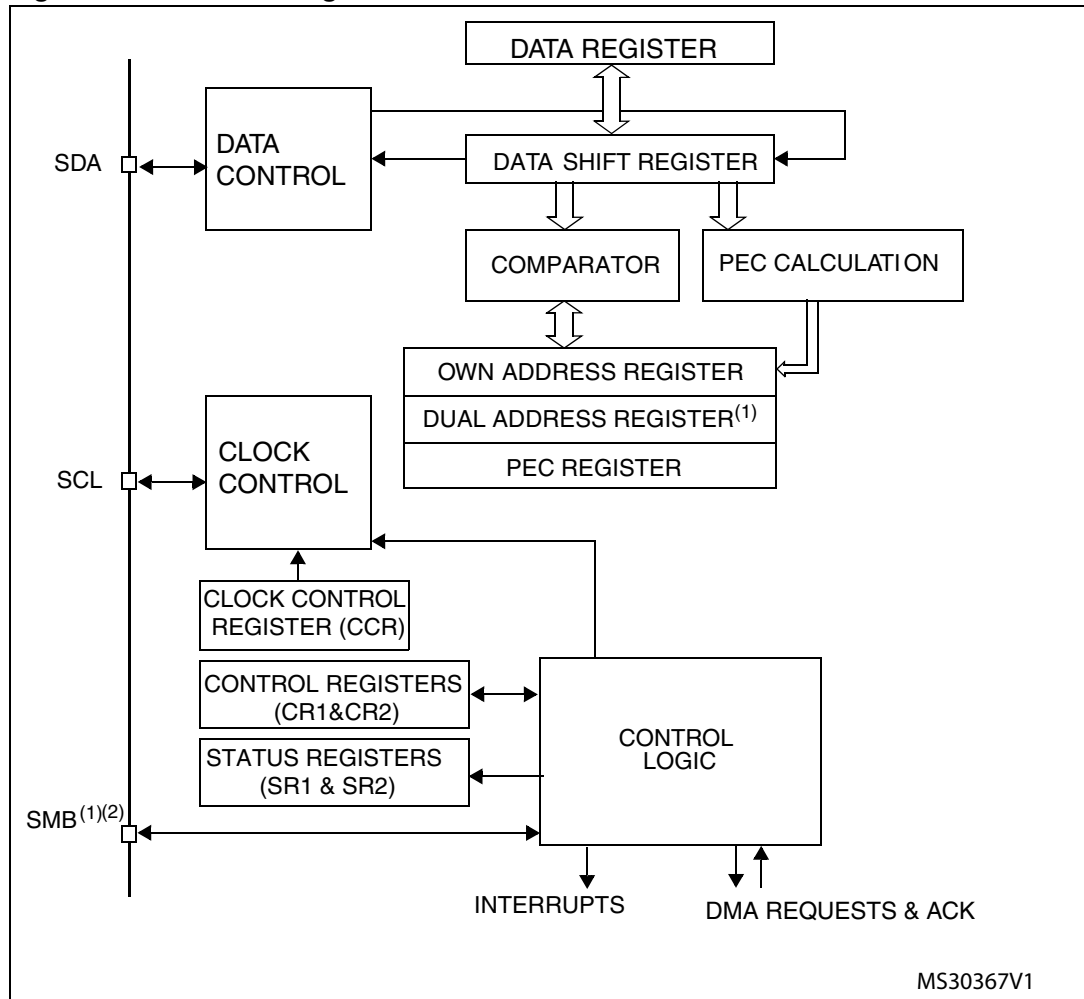 DATA REGISTER
DATA
CONTROL
SDA
DATA SHIFT REGISTER
COMPARATOR
PEC CALCULATION
OWN ADDRESS REGISTER
DUAL ADDRESS REGISTER(1)
PEC REGISTER
CLOCK
CONTROL
SCL
CLOCK CONTROL
REGISTER (CCR)
CONTROL REGISTERS
(CR1&CR2)
STATUS REGISTERS
(SR1 & SR2)
CONTROL
LOGIC
SMB(1)(2)
INTERRUPTS
DMA REQUESTS & ACK
MS30367V1